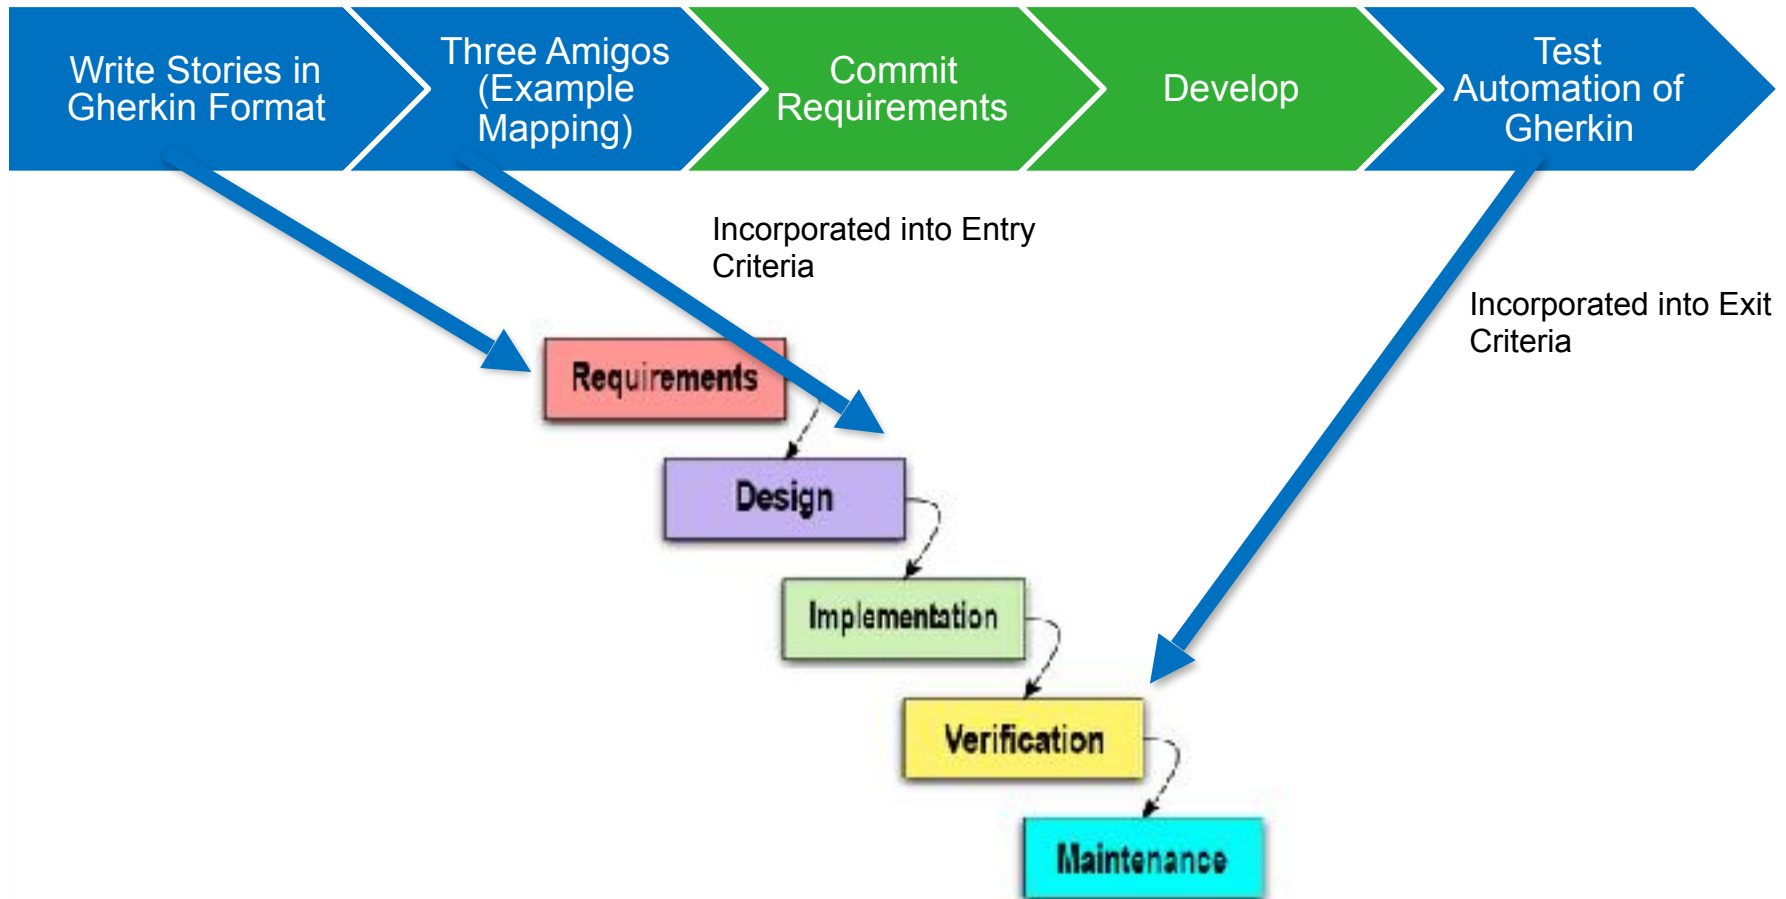 Write Stories in
Gherkin Format
Three Amigos
(Example
Mapping)
Commit
Requirements
Develop
Test
Automation of
Gherkin
Incorporated into Entry
Criteria
Incorporated into Exit
Criteria
Requirements
Design
Implementation
Verification
Maintenance